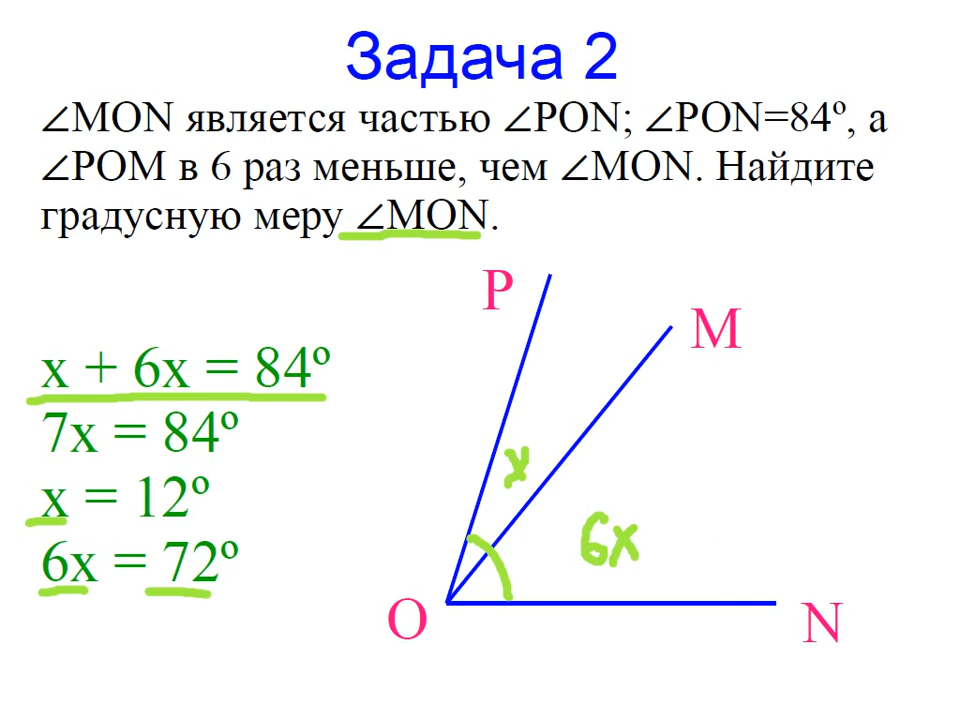 Задача 2
∠MON является частью ∠PON; ∠PON=84º, а
∠POM в 6 раз меньше, чем ∠MON. Найдите
градусную меру ∠MON.
x + 6x = 84º
7x = 84º
x = 12º
6x = 72º
P
M
x
6x
O
N